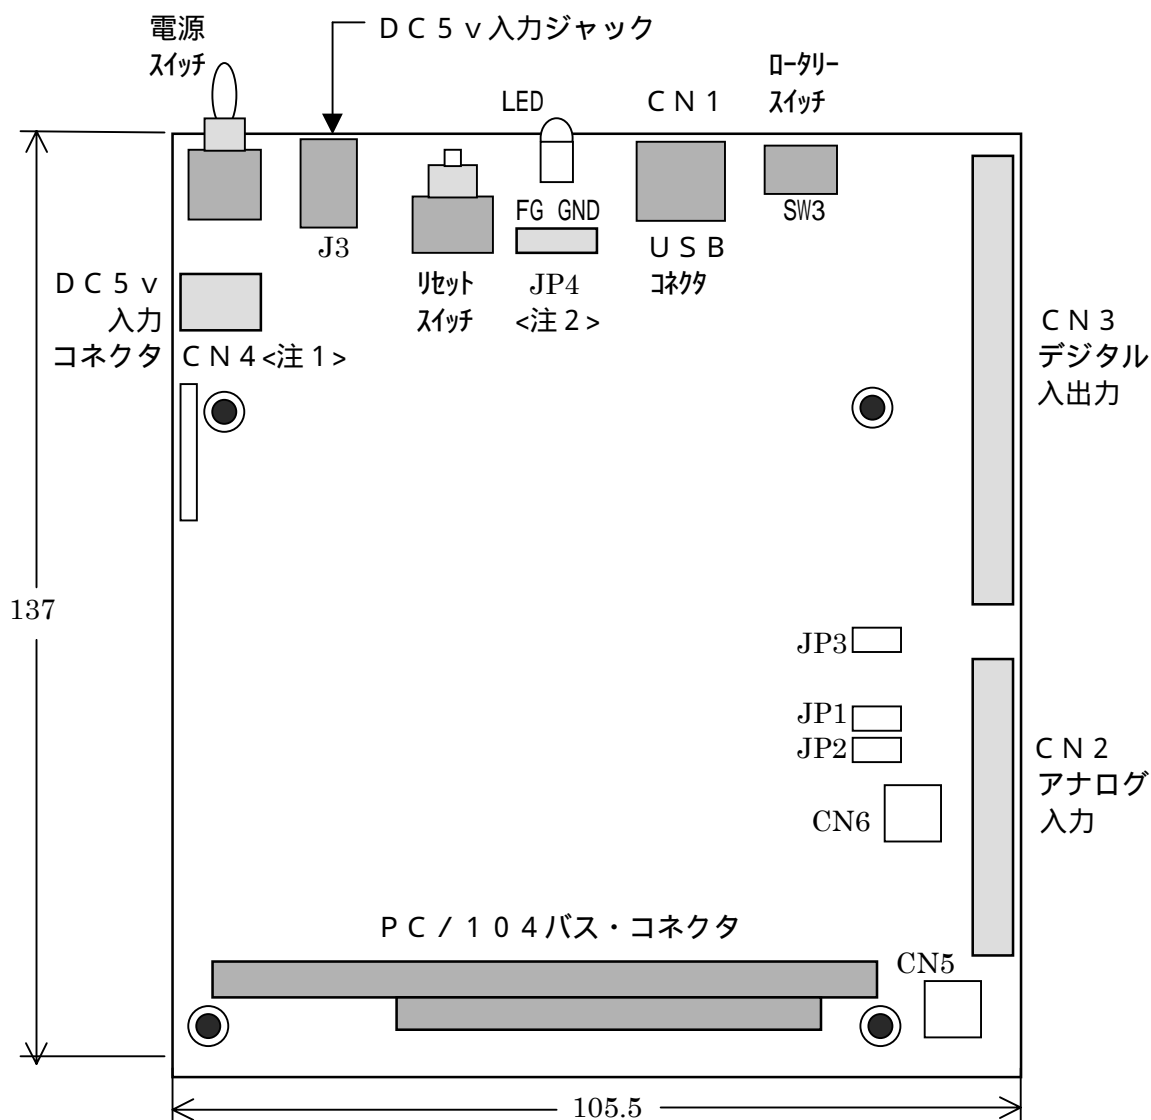 電源
スイッチ
ＤＣ５ｖ入力ジャック
LED
ＣＮ１
ロータリー
スイッチ
J3
FG GND
SW3
ＵＳＢ
コネクタ
リセット
スイッチ
JP4
<注２>
ＤＣ５ｖ
入力
コネクタ
ＣＮ４<注１>
ＣＮ３
デジタル
入出力
137
JP3
JP1
JP2
ＣＮ２
アナログ
入力
CN6
ＰＣ／１０４バス・コネクタ
CN5
105.5